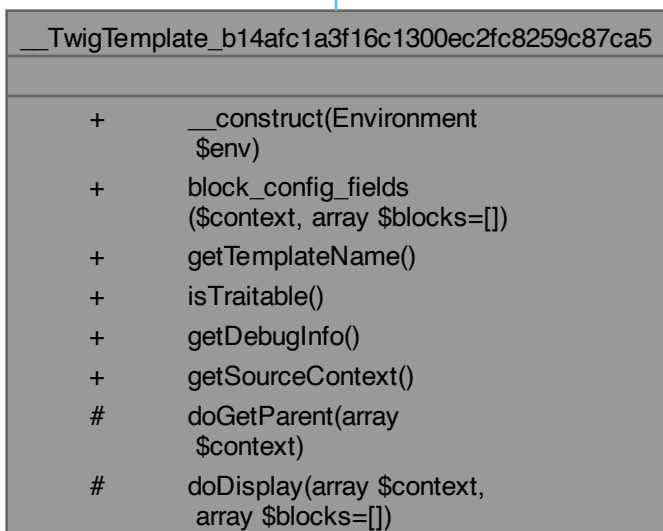 __TwigTemplate_b14afc1a3f16c1300ec2fc8259c87ca5
+ __construct(Environment
$env)
+ block_config_fields
($context, array $blocks=[])
+ getTemplateName()
+ isTraitable()
+ getDebugInfo()
+ getSourceContext()
# doGetParent(array
$context)
# doDisplay(array $context,
array $blocks=[])